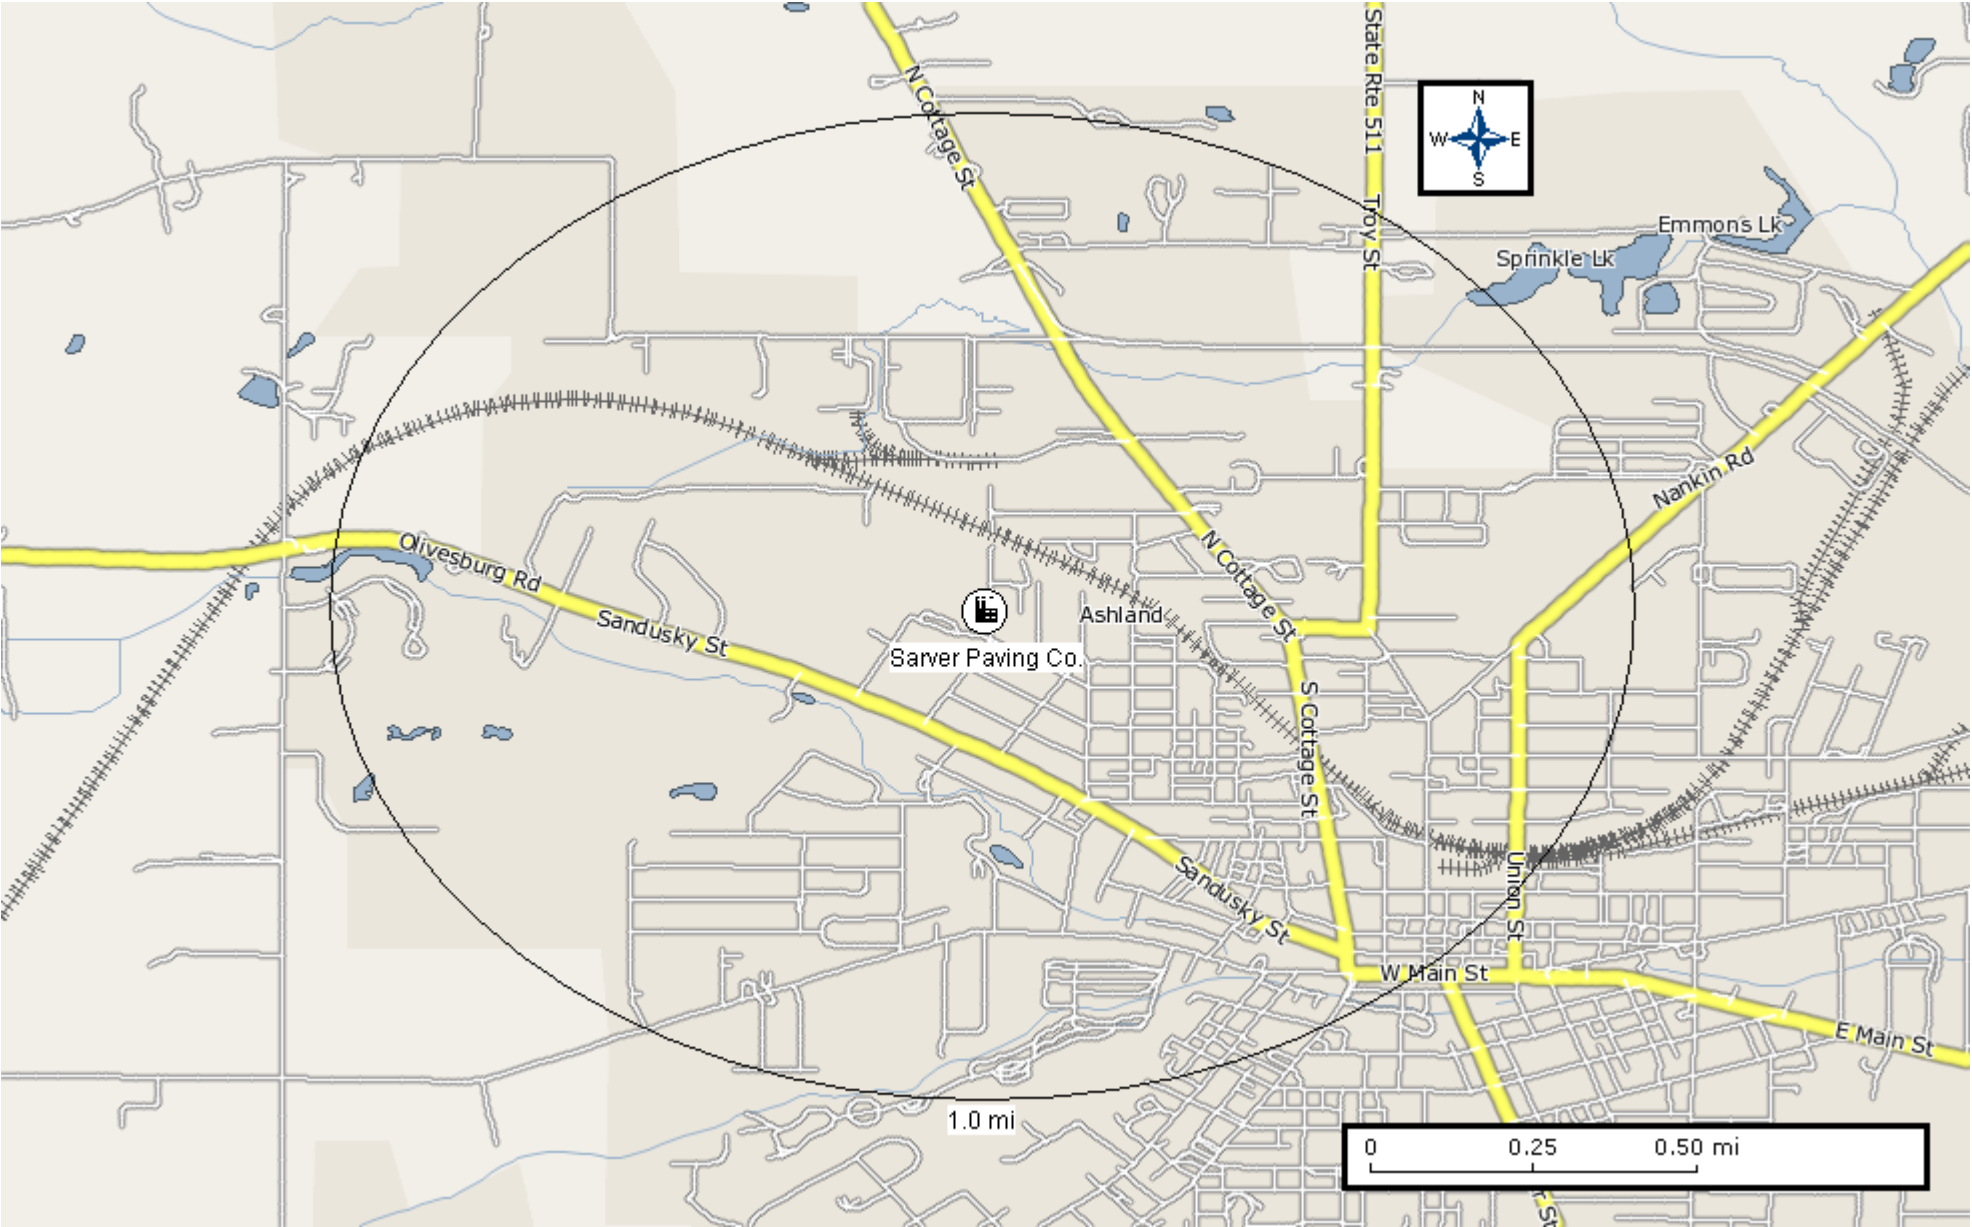 State Rte 511
N Cottage St
N
W E
S
Troy St
Emmons Lk
Sprinkle Lk
Nankin Rd
Olivesburg Rd
N Cottage St
Ashland
Sandusky St
Sarver Paving Co.
S Cottage St
Sandusky St
Union St
W Main St
E Main St
1.0 mi
0 0.25 0.50 mi
r St